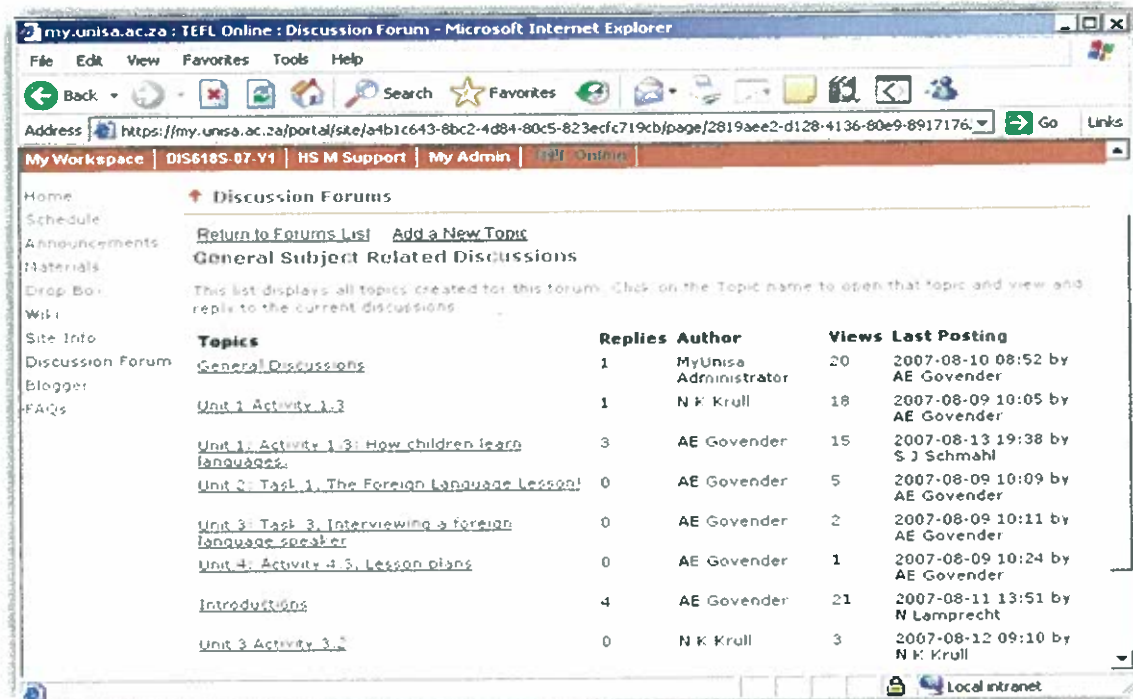 my.unisa.ac.za : TEFL Online : Discussion Forum - Microsoft Internet Explorer
File Edit View Favorites Tools Help
Back Search Favorites
Address https://my.unisa.ac.za/portal/site/a4b1c643-8bc2-4d84-80c5-823ecfc719cb/page/2819aee2-d128-4136-80e9-8917176. Go Links
My Workspace | DIS618S-07-Y1 | HS M Support | My Admin | TEFL Online
Home
Schedule
Announcements
Materials
Drop Box
Wiki
Site Info
Discussion Forum
Blogger
FAQs
Discussion Forums
Return to Forums List Add a New Topic
General Subject Related Discussions
This list displays all topics created for this forum. Click on the Topic name to open that topic and view and
reply to the current discussions
Topics Replies Author Views Last Posting
General Discussions 1 MyUnisa Administrator 20 2007-08-10 08:52 by AE Govender
Unit 1 Activity 1.3 1 N K Krull 18 2007-08-09 10:05 by AE Govender
Unit 1: Activity 1.3: How children learn languages. 3 AE Govender 15 2007-08-13 19:38 by S J Schmahl
Unit 2: Task 1, The Foreign Language Lesson! 0 AE Govender 5 2007-08-09 10:09 by AE Govender
Unit 3: Task 3, Interviewing a foreign language speaker 0 AE Govender 2 2007-08-09 10:11 by AE Govender
Unit 4: Activity 4.3, Lesson plans 0 AE Govender 1 2007-08-09 10:24 by AE Govender
Introductions 4 AE Govender 21 2007-08-11 13:51 by N Lamprecht
Unit 3 Activity 3.2 0 N K Krull 3 2007-08-12 09:10 by N K Krull
Local intranet